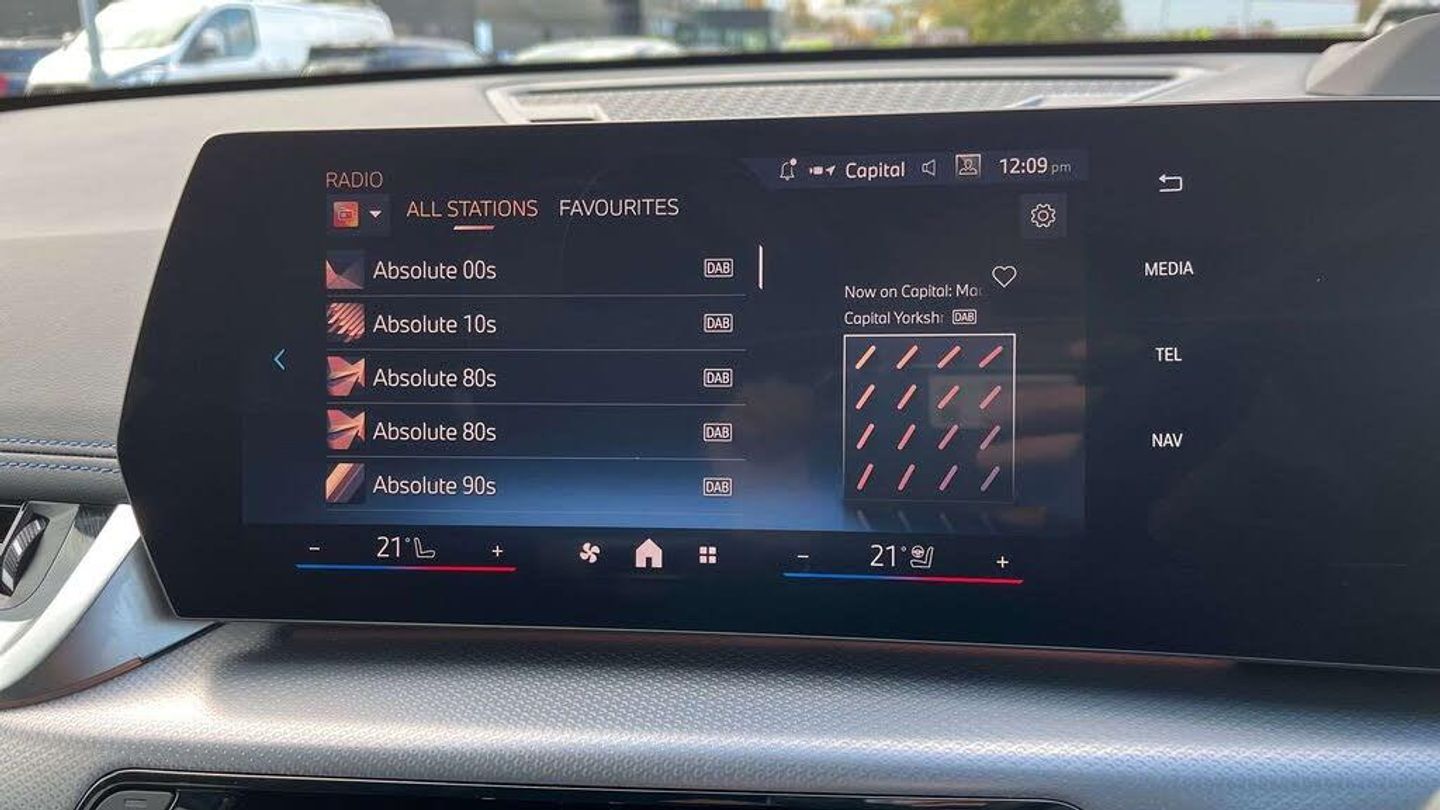 RADIO
Capital
12:09 pm
ALL STATIONS FAVOURITES
Absolute 00s DAB
Absolute 10s DAB
Absolute 80s DAB
Absolute 80s DAB
Absolute 90s DAB
Now on Capital: Ma
Capital Yorksh DAB
MEDIA
TEL
NAV
- 21° +
- 21° +